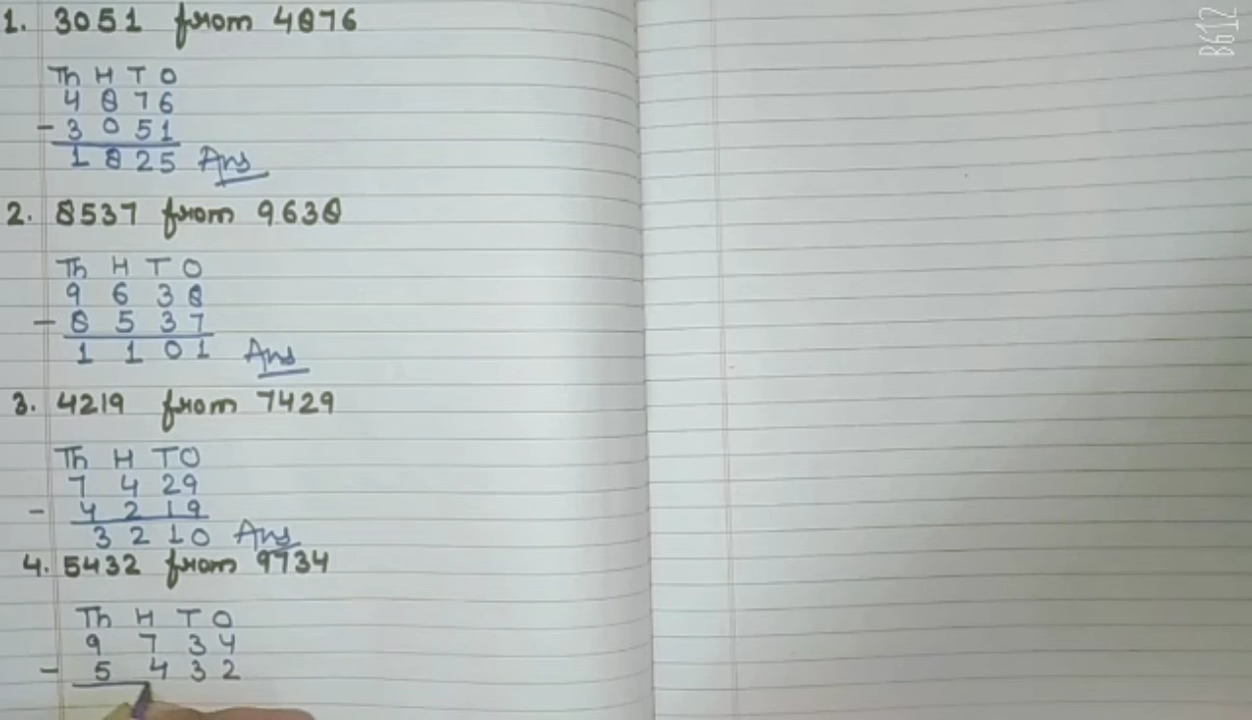 1. 3051 from 4876
Th H T O
4 8 7 6
- 3 0 5 1
1 8 2 5 Ans
2. 8537 from 9638
Th H T O
9 6 3 8
- 8 5 3 7
1 1 0 1 Ans
3. 4219 from 7429
Th H T O
7 4 2 9
- 4 2 1 9
3 2 1 0 Ans
4. 5432 from 9734
Th H T O
9 7 3 4
- 5 4 3 2
B612